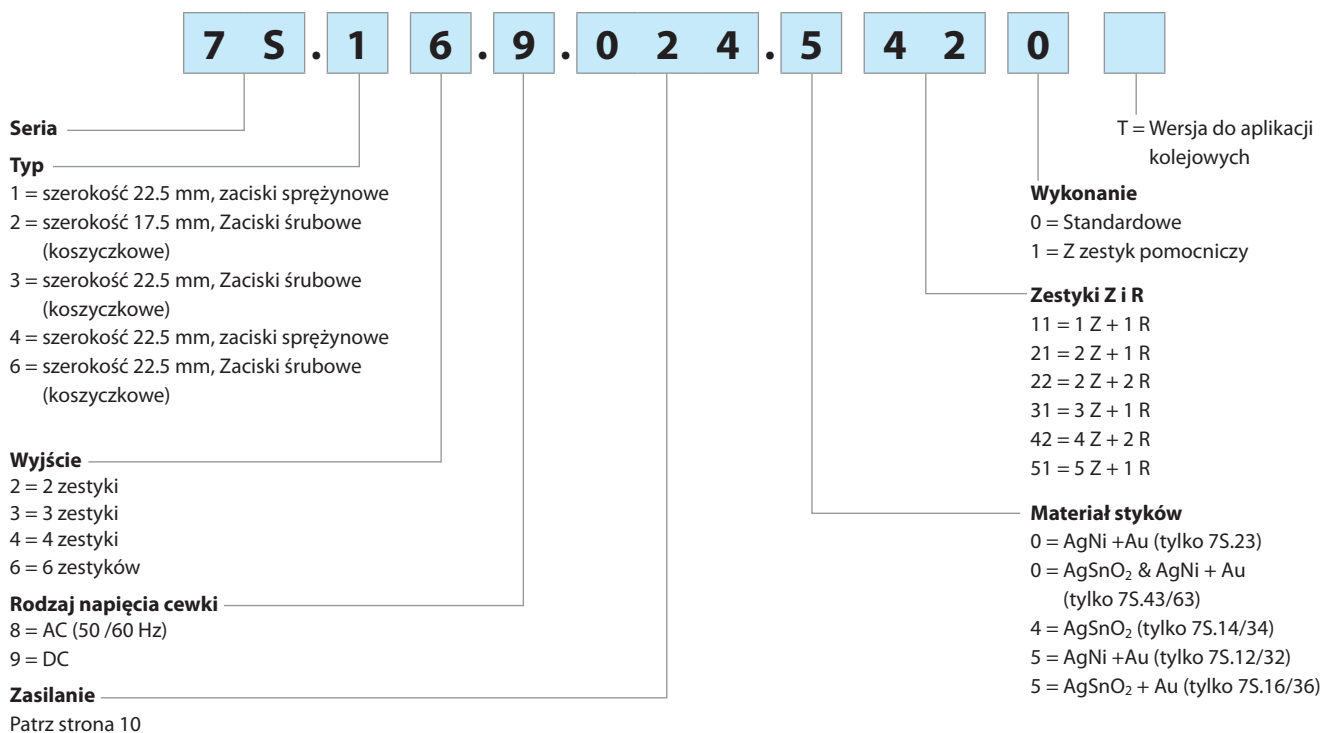 7 S . 1 6 . 9 . 0 2 4 . 5 4 2 0
Seria
Typ
1 = szerokość 22.5 mm, zaciski sprężynowe
2 = szerokość 17.5 mm, Zaciski śrubowe
(koszyczkowe)
3 = szerokość 22.5 mm, Zaciski śrubowe
(koszyczkowe)
4 = szerokość 22.5 mm, zaciski sprężynowe
6 = szerokość 22.5 mm, Zaciski śrubowe
(koszyczkowe)
Wyjście
2 = 2 zestyki
3 = 3 zestyki
4 = 4 zestyki
6 = 6 zestyków
Rodzaj napięcia cewki
8 = AC (50 /60 Hz)
9 = DC
Zasilanie
Patrz strona 10
T = Wersja do aplikacji
kolejowych
Wykonanie
0 = Standardowe
1 = Z zestyk pomocniczy
Zestyki Z i R
11 = 1 Z + 1 R
21 = 2 Z + 1 R
22 = 2 Z + 2 R
31 = 3 Z + 1 R
42 = 4 Z + 2 R
51 = 5 Z + 1 R
Materiał styków
0 = AgNi +Au (tylko 7S.23)
0 = AgSnO₂ & AgNi + Au
(tylko 7S.43/63)
4 = AgSnO₂ (tylko 7S.14/34)
5 = AgNi +Au (tylko 7S.12/32)
5 = AgSnO₂ + Au (tylko 7S.16/36)